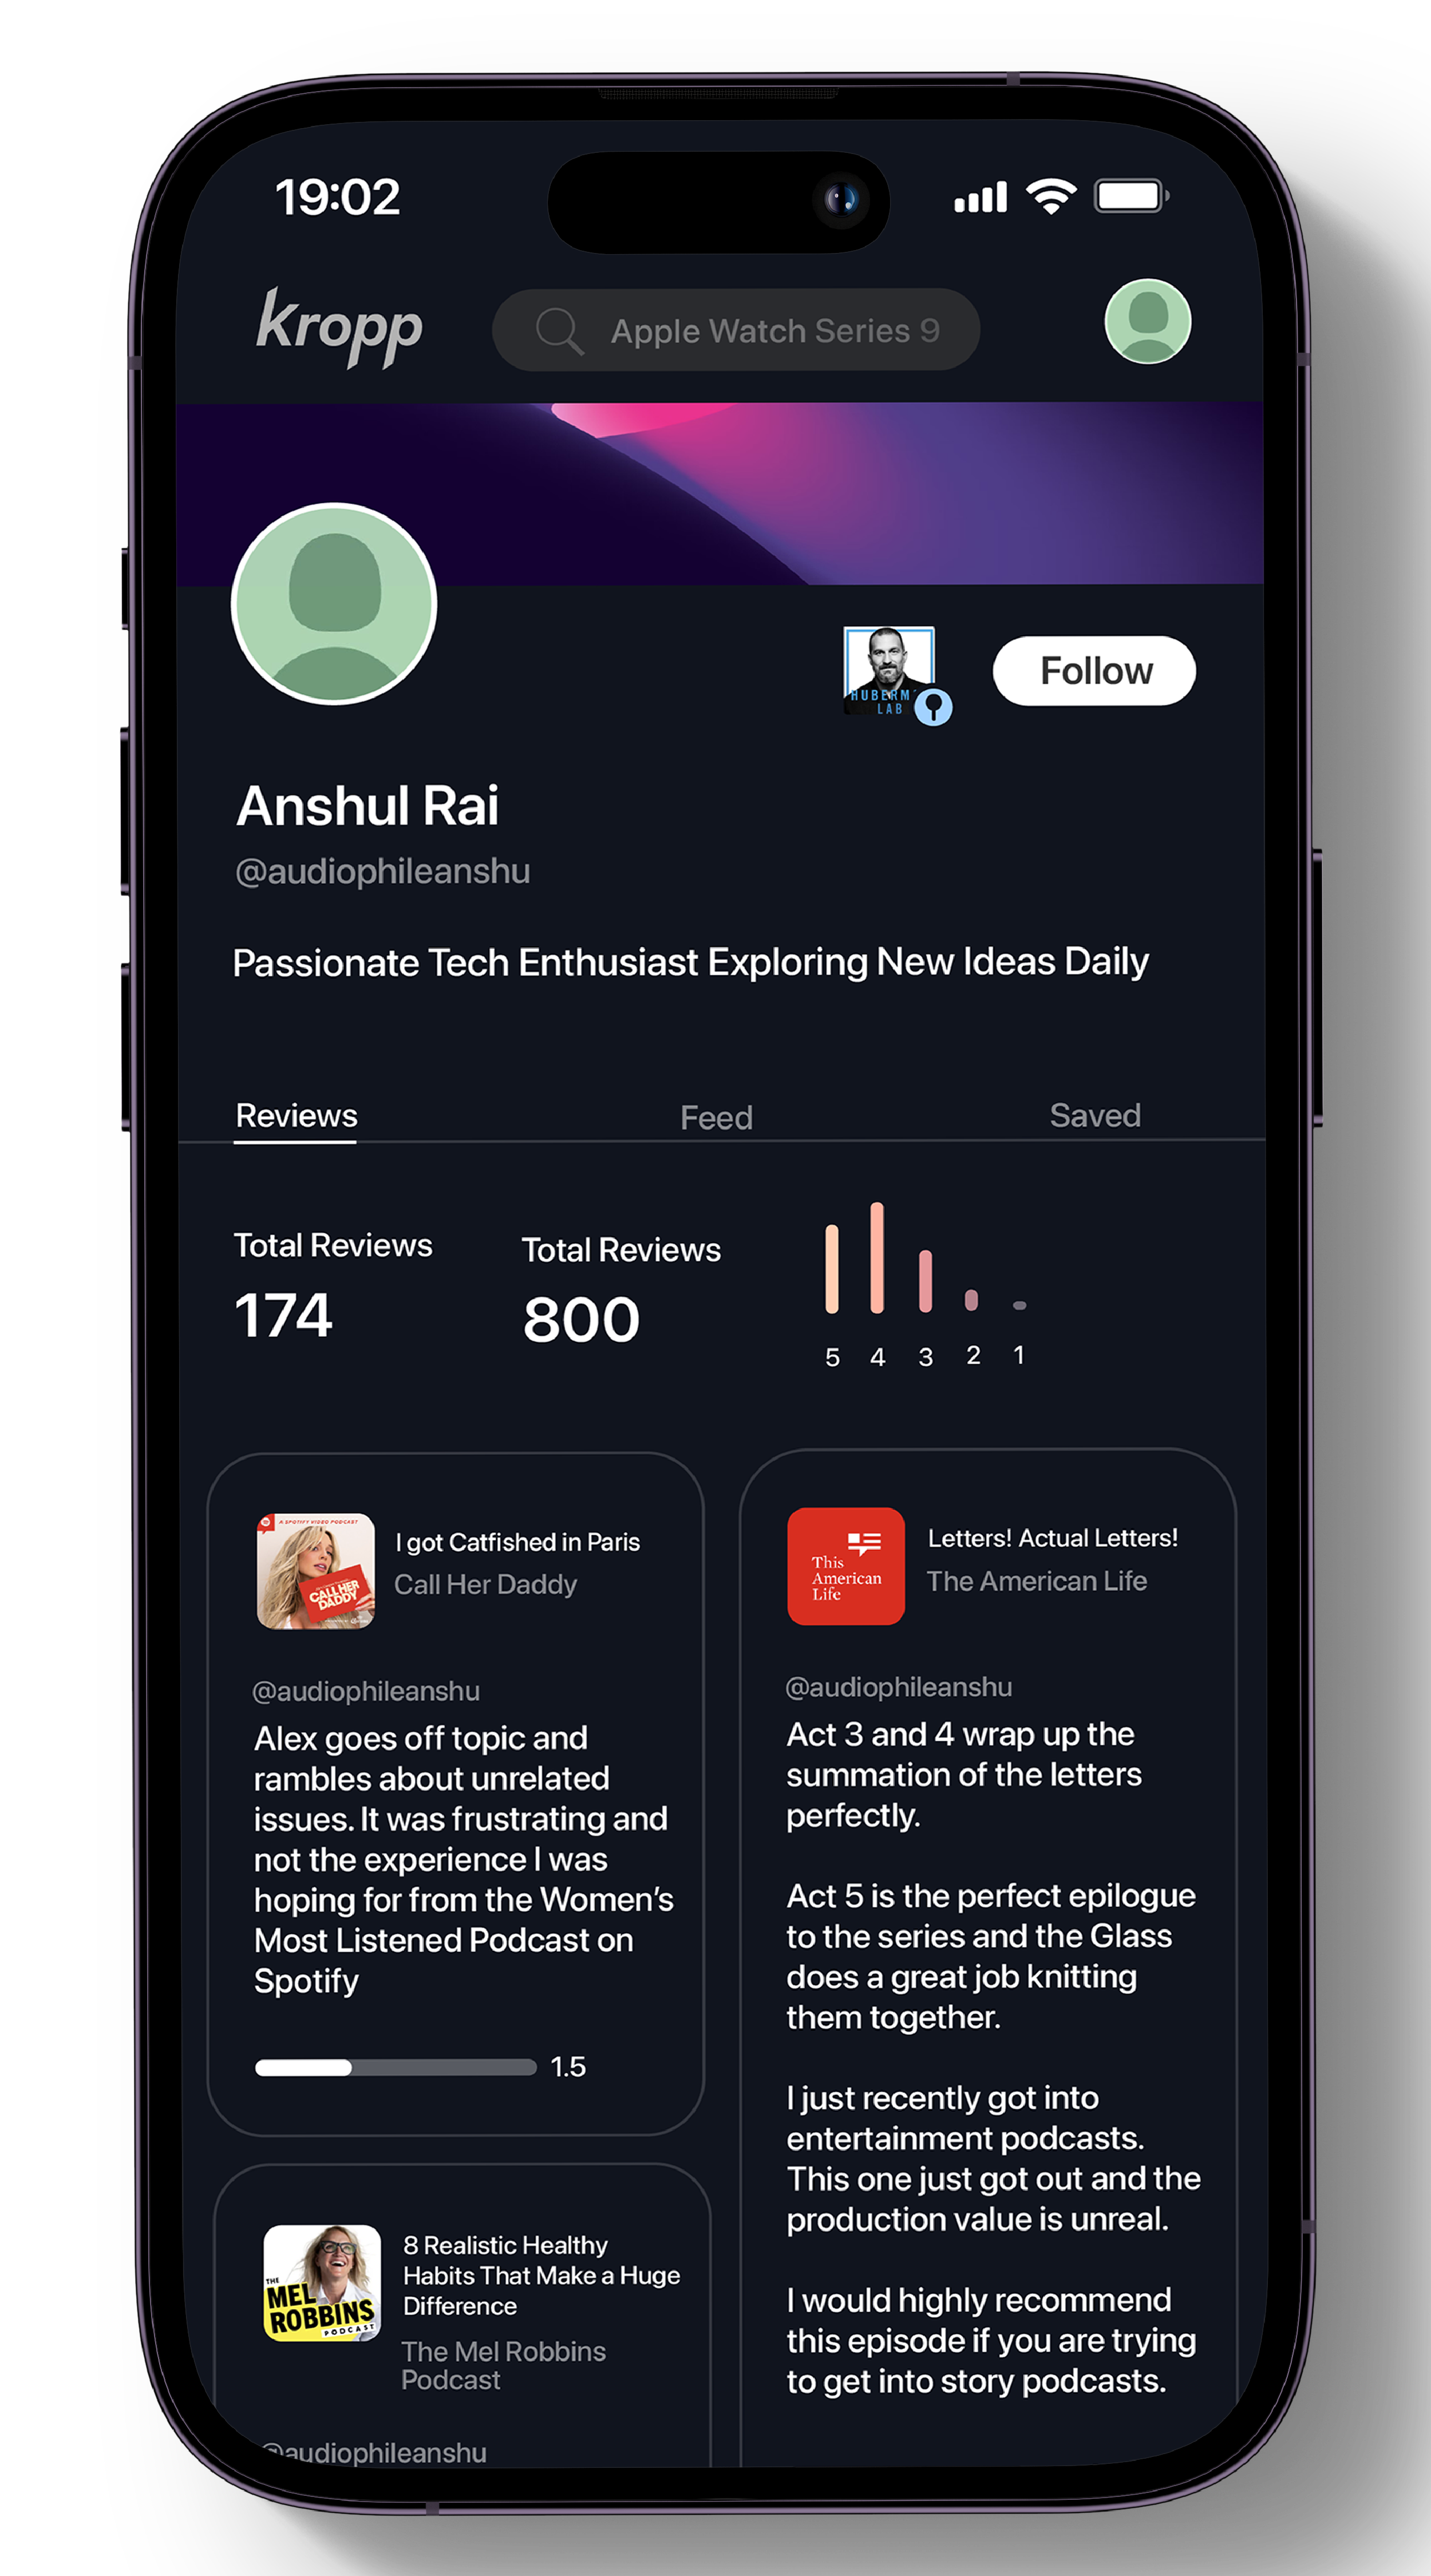 19:02
kropp
Apple Watch Series 9
HUBERM
LAB
Follow
Anshul Rai
@audiophileanshu
Passionate Tech Enthusiast Exploring New Ideas Daily
Reviews
Feed
Saved
Total Reviews
174
Total Reviews
800
5 4 3 2 1
A SPOTIFY VIDEO PODCAST
CALL HER
DADDY
I got Catfished in Paris
Call Her Daddy
@audiophileanshu
Alex goes off topic and
rambles about unrelated
issues. It was frustrating and
not the experience I was
hoping for from the Women's
Most Listened Podcast on
Spotify
1.5
THE
MEL
ROBBINS
PODCAST
8 Realistic Healthy
Habits That Make a Huge
Difference
The Mel Robbins
Podcast
@audiophileanshu
This
American
Life
Letters! Actual Letters!
The American Life
@audiophileanshu
Act 3 and 4 wrap up the
summation of the letters
perfectly.
Act 5 is the perfect epilogue
to the series and the Glass
does a great job knitting
them together.
I just recently got into
entertainment podcasts.
This one just got out and the
production value is unreal.
I would highly recommend
this episode if you are trying
to get into story podcasts.